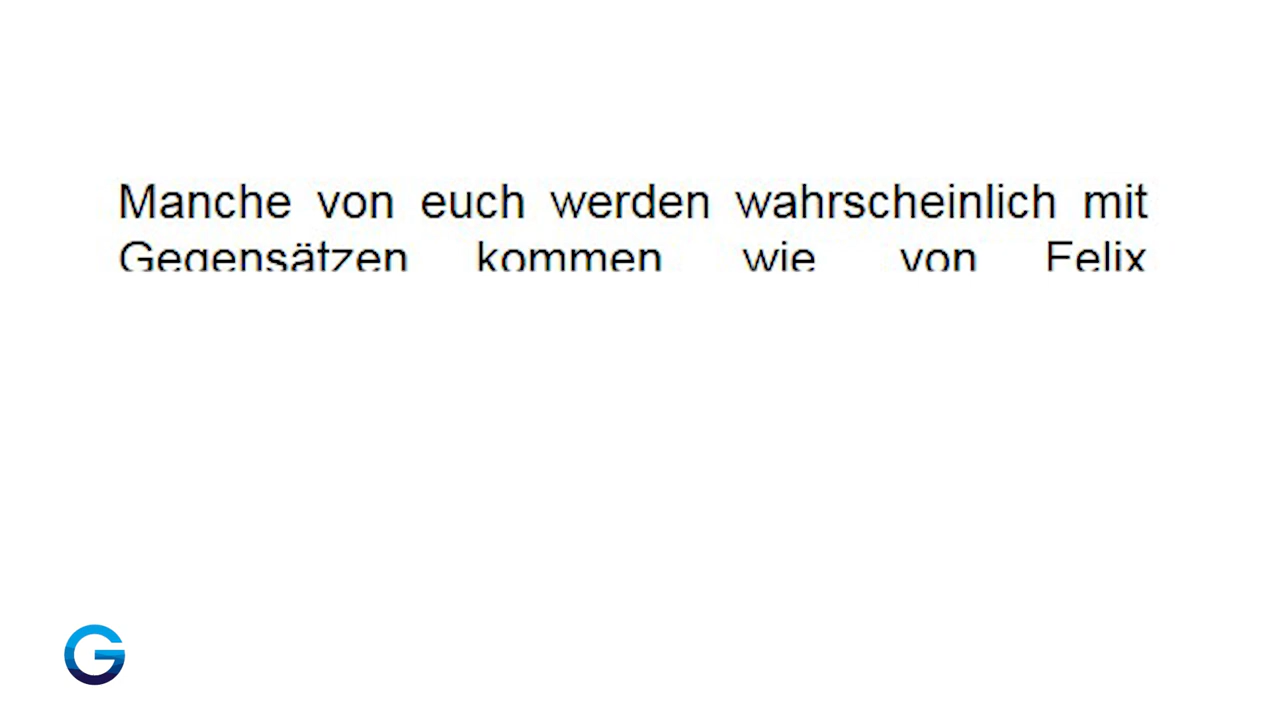 Manche von euch werden wahrscheinlich mit
Gegensätzen kommen wie von Felix